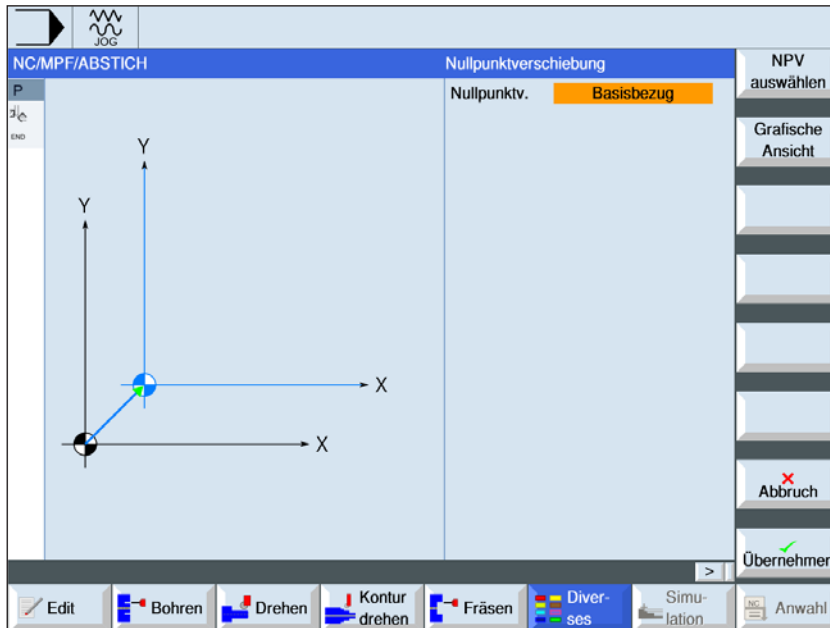 JOG
NC/MPF/ABSTICH
Nullpunktverschiebung
NPV
auswählen
P
Nullpunktv.
Basisbezug
END
Grafische
Ansicht
Y
Y
X
X
Abbruch
Übernehmen
>
Edit
Bohren
Drehen
Kontur
drehen
Fräsen
Diver-
ses
Simu-
lation
NC
Anwahl